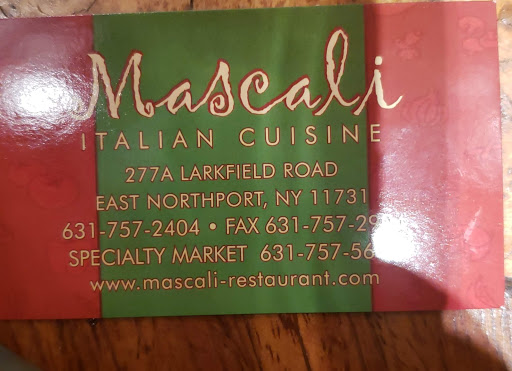 Mascali
ITALIAN CUISINE
277A LARKFIELD ROAD
EAST NORTHPORT, NY 11731
631-757-2404 • FAX
SPECIALTY MARKET
www.mascali-restaurant.com